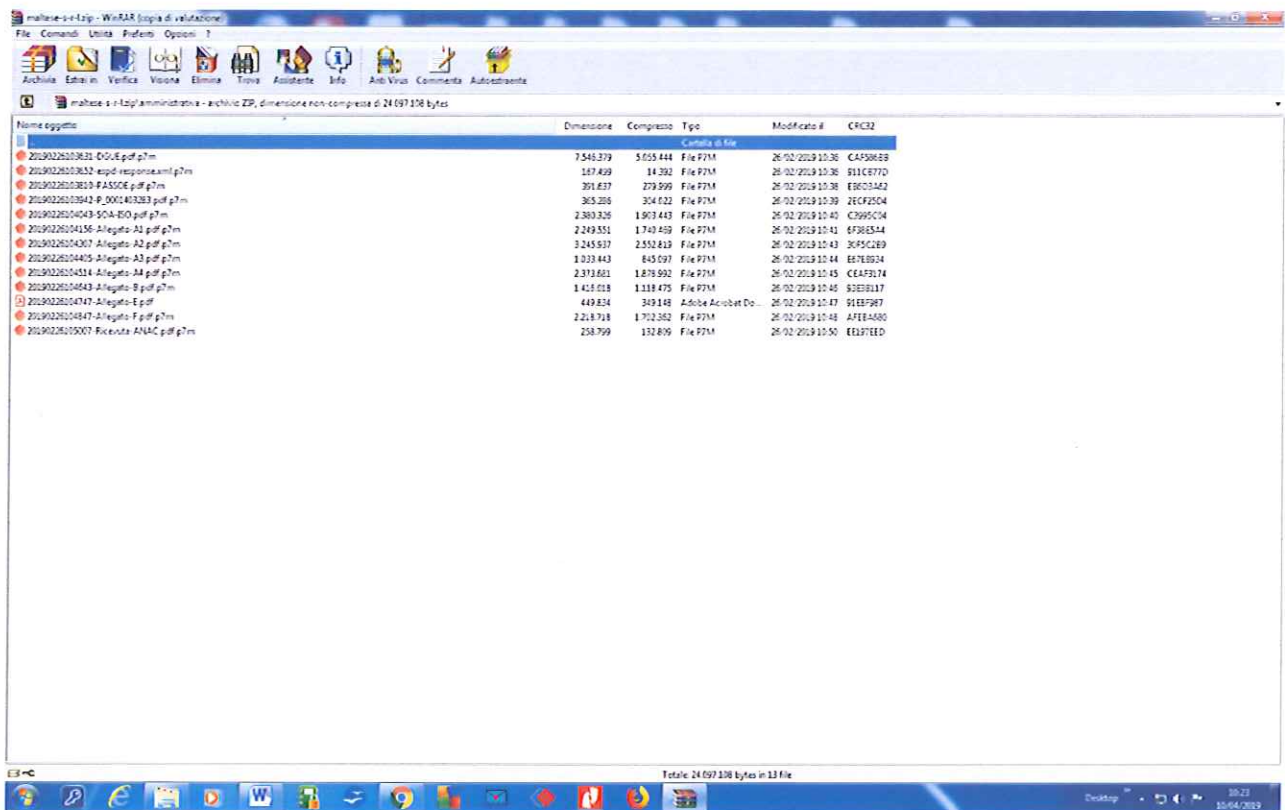 maltese-s-r-l.zip - WinRAR (copia di valutazione)
File Comandi Utilità Preferiti Opzioni ?
Archivia Estrai in Verifica Visiona Elimina Trova Assistente Info Anti Virus Commenta Autoestraente
maltese-s-r-l.zip\amministrativa - archivio ZIP, dimensione non-compressa di 24.097.108 bytes
Nome oggetto Dimensione Compresso Tipo Modificato il CRC32
.. Cartella di file
20190226103631-DGUE.pdf.p7m 7.546.379 5.055.444 File P7M 26/02/2019 10:36
20190226103652-espd-response.xml.p7m 167.499 14.392 File P7M 26/02/2019 10:36 911CB77D
20190226103810-PASSOE.pdf.p7m 391.637 279.999 File P7M 26/02/2019 10:38
20190226103942-P_0001403283.pdf.p7m 304.022 File P7M 26/02/2019 10:39 2ECF25D4
20190226104043-SOA-ISO.pdf.p7m 2.380.326 1.903.443 File P7M 26/02/2019 10:40 C3995C04
20190226104156-Allegato-A1.pdf.p7m 2.249.551 1.740.469 File P7M 26/02/2019 10:41 6F38E544
20190226104307-Allegato-A2.pdf.p7m 3.245.937 2.552.819 File P7M 26/02/2019 10:43 30F5C2B9
20190226104405-Allegato-A3.pdf.p7m 1.033.443 845.097 File P7M 26/02/2019 10:44 E67EB934
20190226104514-Allegato-A4.pdf.p7m 2.373.681 1.878.992 File P7M 26/02/2019 10:45 CEAF3174
20190226104643-Allegato-B.pdf.p7m 1.416.018 1.118.475 File P7M 26/02/2019 10:46 93E3B117
20190226104747-Allegato-E.pdf 449.834 349.148 Adobe Acrobat Do... 26/02/2019 10:47 91EBF987
20190226104847-Allegato-F.pdf.p7m 2.218.718 1.702.362 File P7M 26/02/2019 10:48
20190226105007-Ricevuta-ANAC.pdf.p7m 258.799 132.809 File P7M 26/02/2019 10:50 EE197EED
Totale 24.097.108 bytes in 13 file
Desktop
10:23
10/04/2019